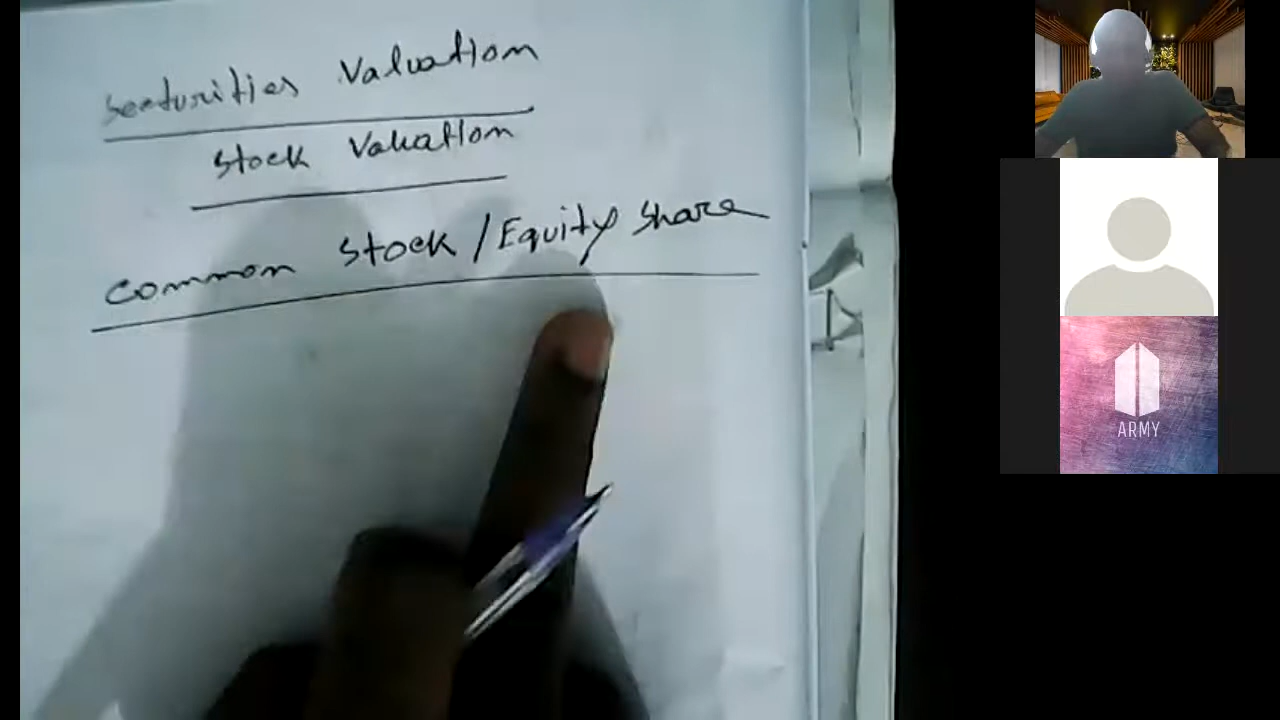 Securities Valuation
Stock Valuation
Common Stock / Equity Share
ARMY